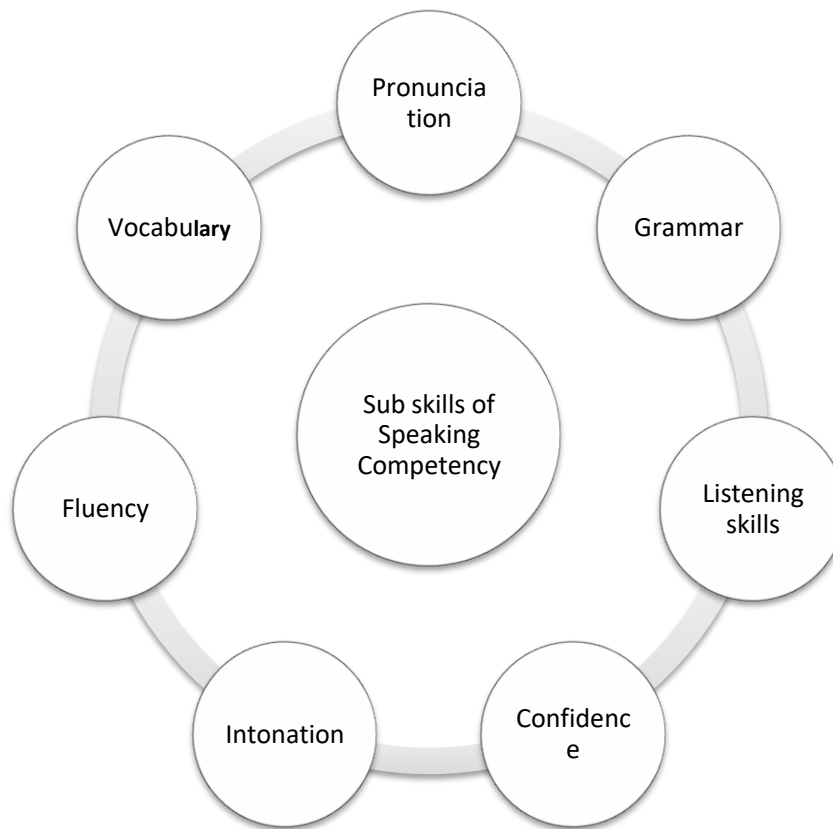 Pronuncia
tion
Grammar
Listening
skills
Confidenc
e
Intonation
Fluency
Vocabulary
Sub skills of
Speaking
Competency